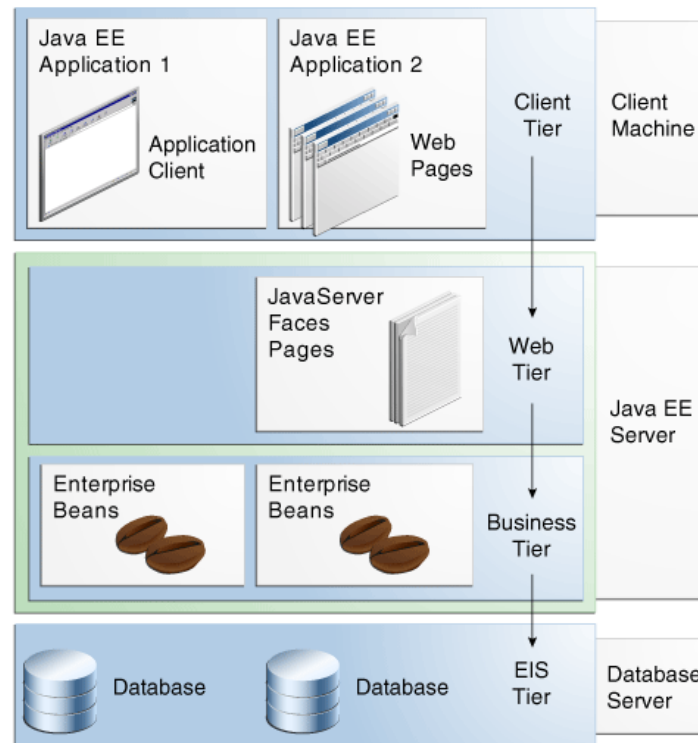 Java EE
Application 1
Application
Client
Java EE
Application 2
Web
Pages
Client
Tier
Client
Machine
JavaServer
Faces
Pages
Web
Tier
Java EE
Server
Enterprise
Beans
Enterprise
Beans
Business
Tier
Database
Database
EIS
Tier
Database
Server